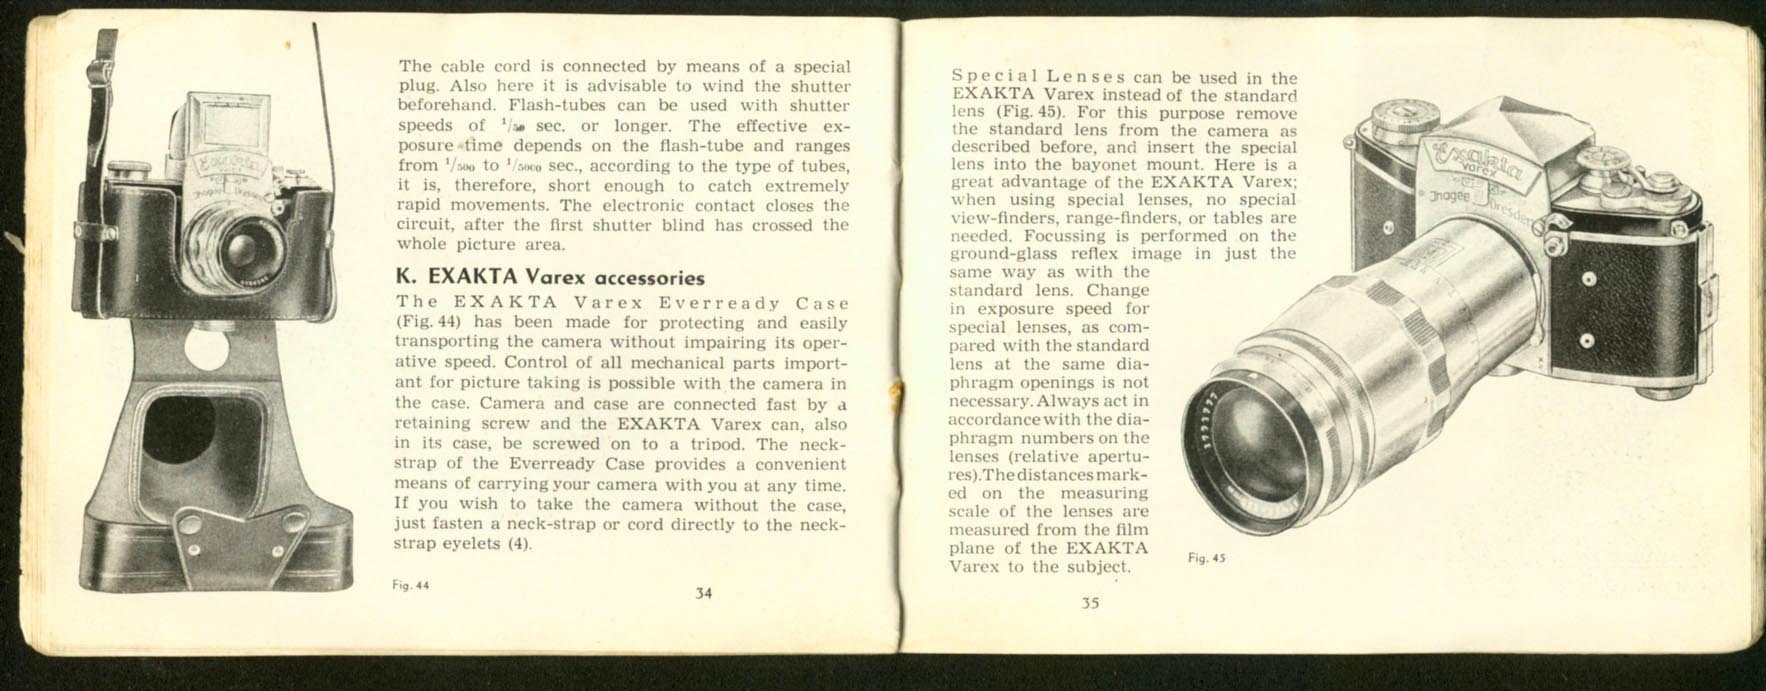 The cable cord is connected by means of a special
plug. Also here it is advisable to wind the shutter
beforehand. Flash-tubes can be used with shutter
speeds of sec. or longer. The effective ex-
posure time depends on the flash-tube and ranges
from 1/500 to 1/5000 sec., according to the type of tubes,
it is, therefore, short enough to catch extremely
rapid movements. The electronic contact closes the
circuit, after the first shutter blind has crossed the
whole picture area.
K. EXAKTA Varex accessories
The EXAKTA Varex Everready Case
(Fig. 44) has been made for protecting and easily
transporting the camera without impairing its oper-
ative speed. Control of all mechanical parts import-
ant for picture taking is possible with the camera in
the case. Camera and case are connected fast by a
retaining screw and the EXAKTA Varex can, also
in its case, be screwed on to a tripod. The neck-
strap of the Everready Case provides a convenient
means of carrying your camera with you at any time.
If you wish to take the camera without the case,
just fasten a neck-strap or cord directly to the neck-
strap eyelets (4).
Fig. 44
34
Exakta
Varex
Jhagee Dresden
Special Lenses can be used in the
EXAKTA Varex instead of the standard
lens (Fig. 45). For this purpose remove
the standard lens from the camera as
described before, and insert the special
lens into the bayonet mount. Here is a
great advantage of the EXAKTA Varex;
when using special lenses, no special
view-finders, range-finders, or tables are
needed. Focussing is performed on the
ground-glass reflex image in just the
same way as with the
standard lens. Change
in exposure speed for
special lenses, as com-
pared with the standard
lens at the same dia-
phragm openings is not
necessary. Always act in
accordance with the dia-
phragm numbers on the
lenses (relative apertu-
res). The distances mark-
ed on the measuring
scale of the lenses are
measured from the film
plane of the EXAKTA
Varex to the subject.
Fig. 45
35
Exakta
Varex
Jhagee Dresden